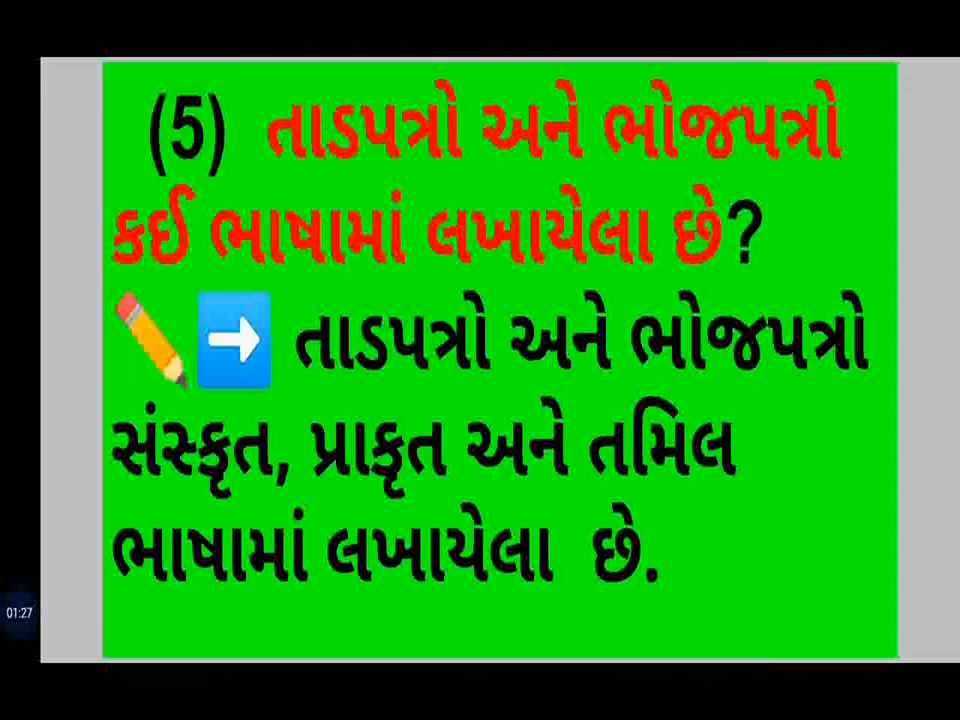 (5) તાડપત્રો અને ભોજપત્રો
કઈ ભાષામાં લખાયેલા છે?
તાડપત્રો અને ભોજપત્રો
સંસ્કૃત, પ્રાકૃત અને તમિલ
ભાષામાં લખાયેલા છે.
01:27